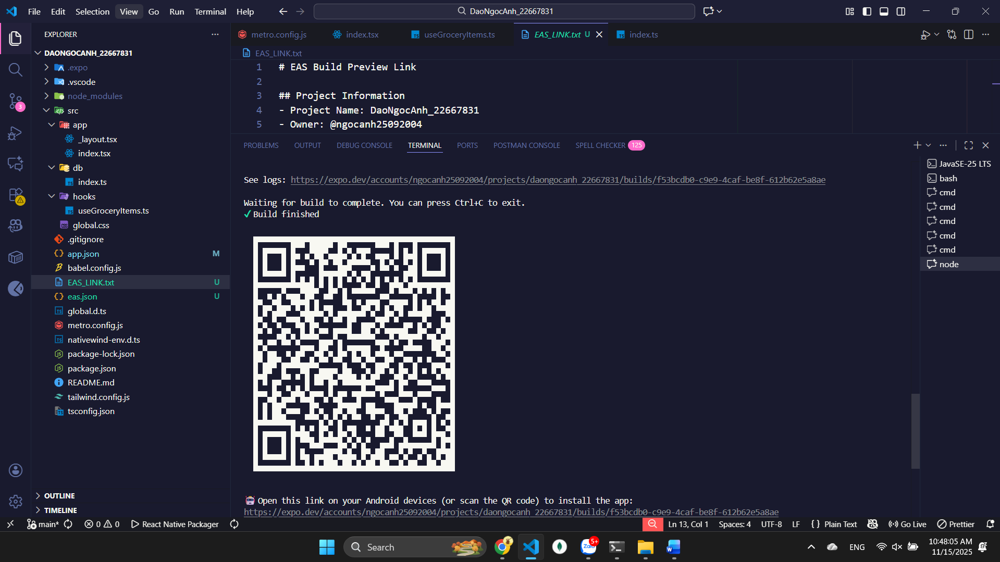 File Edit Selection View Go Run Terminal Help
DaoNgocAnh_22667831
EXPLORER
DAONGOCANH_22667831
.expo
.vscode
node_modules
src
app
_layout.tsx
index.tsx
db
index.ts
hooks
useGroceryItems.ts
global.css
.gitignore
app.json M
babel.config.js
EAS_LINK.txt U
eas.json U
global.d.ts
metro.config.js
nativewind-env.d.ts
package-lock.json
package.json
README.md
tailwind.config.js
tsconfig.json
OUTLINE
TIMELINE
3
metro.config.js index.tsx useGroceryItems.ts EAS_LINK.txt U index.ts
EAS_LINK.txt
1 # EAS Build Preview Link
2
3 ## Project Information
4 - Project Name: DaoNgocAnh_22667831
5 - Owner: @ngocanh25092004
PROBLEMS OUTPUT DEBUG CONSOLE TERMINAL PORTS POSTMAN CONSOLE SPELL CHECKER 125
See logs: https://expo.dev/accounts/ngocanh25092004/projects/daongocanh_22667831/builds/f53bcdb0-c9e9-4caf-be8f-612b62e5a8ae
Waiting for build to complete. You can press Ctrl+C to exit.
✓Build finished
Open this link on your Android devices (or scan the QR code) to install the app:
https://expo.dev/accounts/ngocanh25092004/projects/daongocanh_22667831/builds/f53bcdb0-c9e9-4caf-be8f-612b62e5a8ae
JavaSE-25 LTS
bash
cmd
cmd
cmd
cmd
cmd
node
main* 0 0 React Native Packager Ln 13, Col 1 Spaces: 4 UTF-8 LF {} Plain Text Go Live Prettier
Search Zalo 5+ ENG 10:48:05 AM
11/15/2025